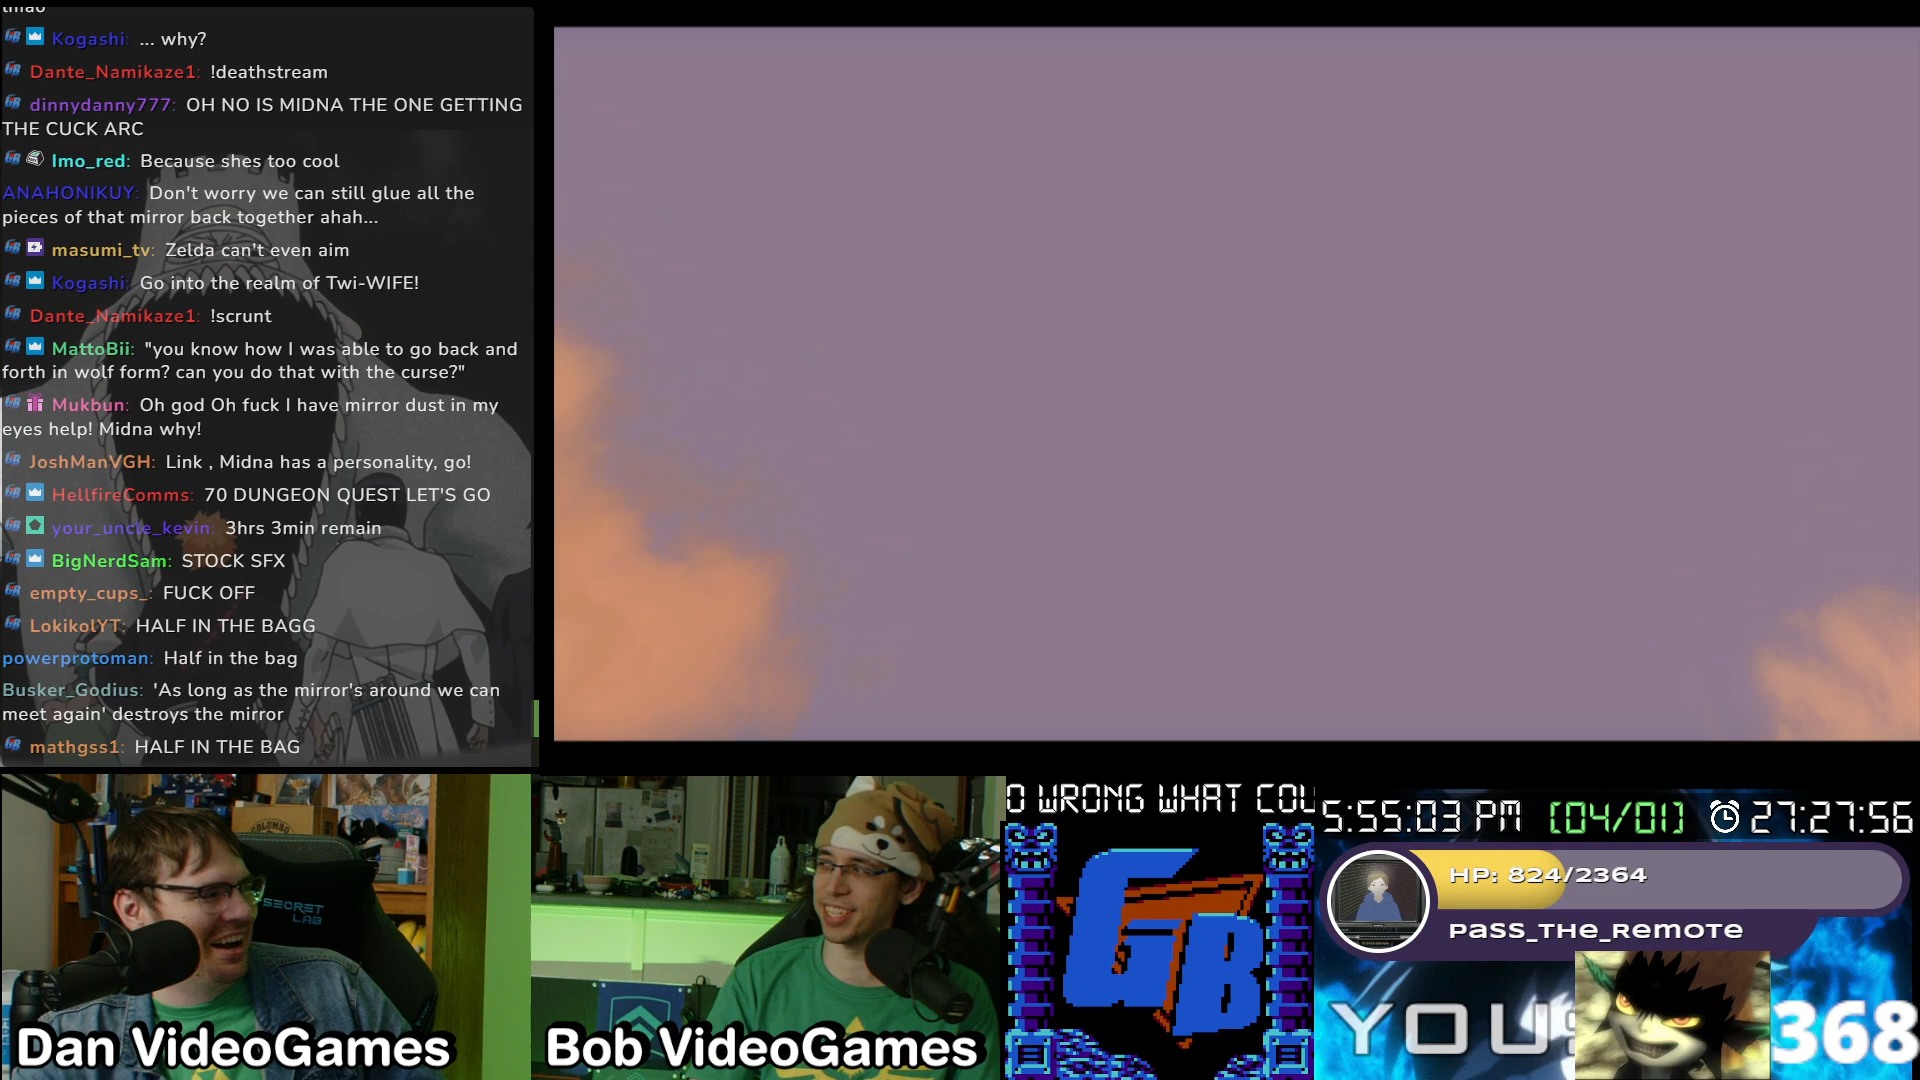 lmao
Kogashi: ... why?
Dante_Namikaze1: !deathstream
dinnydanny777: OH NO IS MIDNA THE ONE GETTING
THE CUCK ARC
Imo_red: Because shes too cool
ANAHONIKUY: Don't worry we can still glue all the
pieces of that mirror back together ahah...
masumi_tv: Zelda can't even aim
Kogashi: Go into the realm of Twi-WIFE!
Dante_Namikaze1: !scrunt
MattoBii: "you know how I was able to go back and
forth in wolf form? can you do that with the curse?"
Mukbun: Oh god Oh fuck I have mirror dust in my
eyes help! Midna why!
JoshManVGH: Link , Midna has a personality, go!
HellfireComms: 70 DUNGEON QUEST LET'S GO
your_uncle_kevin: 3hrs 3min remain
BigNerdSam: STOCK SFX
empty_cups_: FUCK OFF
LokikolYT: HALF IN THE BAGG
powerprotoman: Half in the bag
Busker_Godius: 'As long as the mirror's around we can
meet again' destroys the mirror
mathgss1: HALF IN THE BAG
COLUMBO
SECRET
LAB
Dan VideoGames
Bob VideoGames
O WRONG WHAT COU
GB
5:55:03 PM [04/01] 27:27:56
HP: 824/2364
Pass_The_Remote
YOU
368